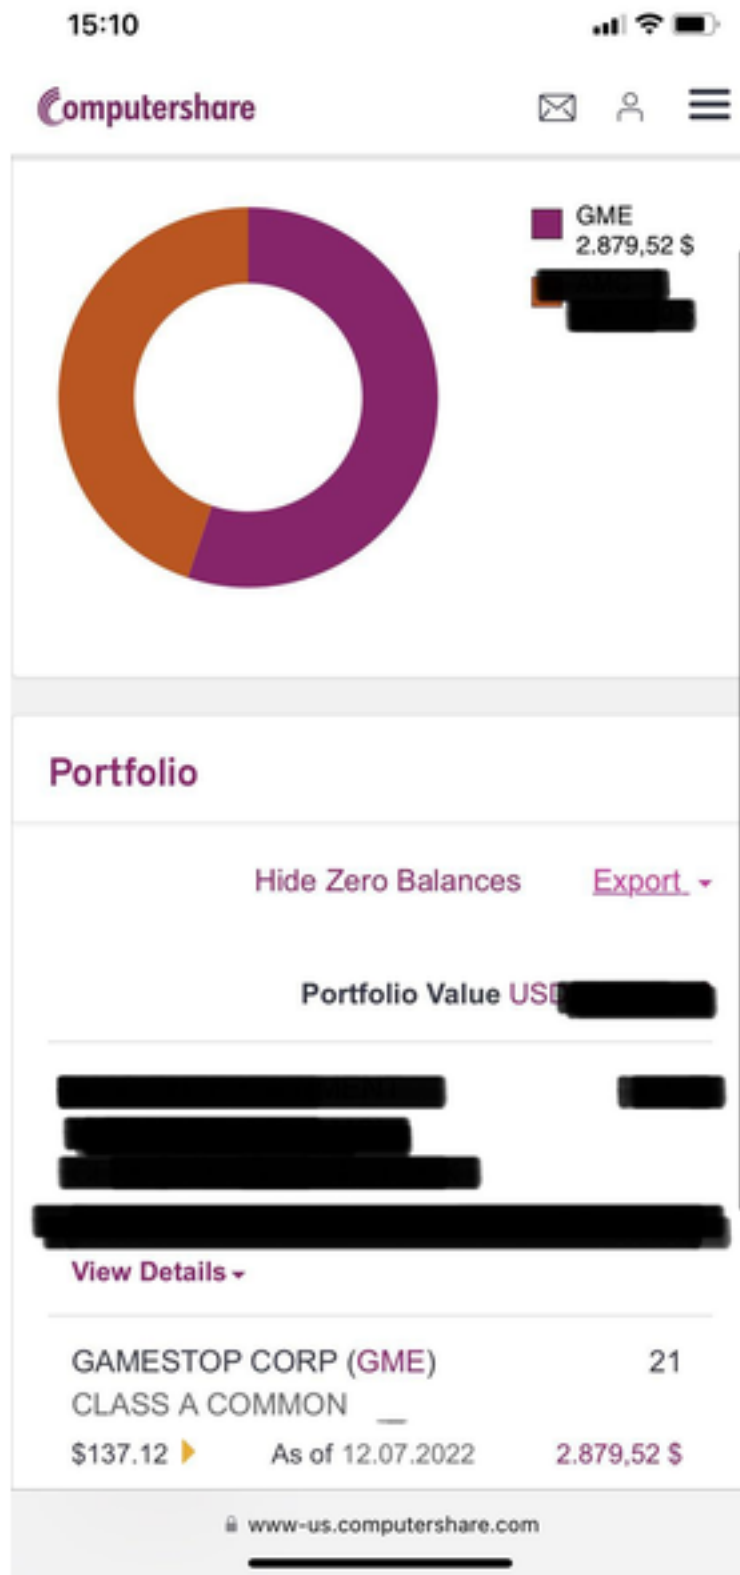 15:10
Computershare
GME
2.879,52 $
Portfolio
Hide Zero Balances Export
Portfolio Value USD
View Details
GAMESTOP CORP (GME) 21
CLASS A COMMON
$137.12 As of 12.07.2022 2.879,52 $
www-us.computershare.com